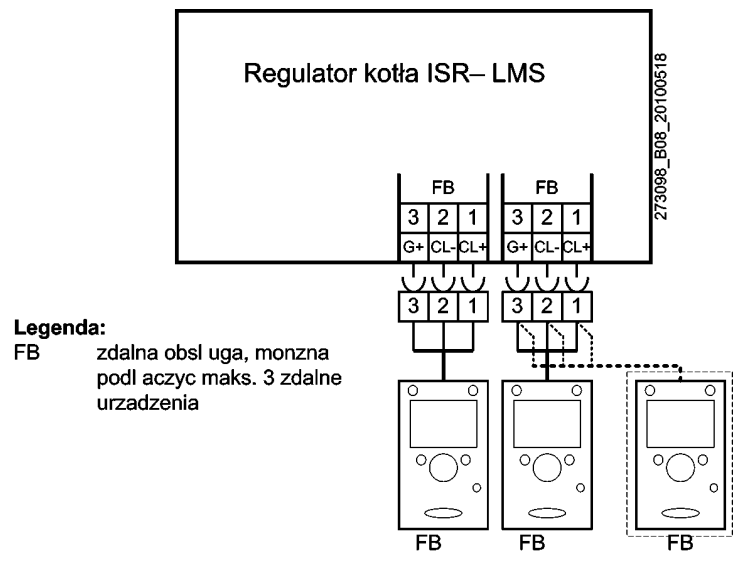 Regulator kotła ISR– LMS
273098_B08_20100518
FB FB
3 2 1 3 2 1
G+ CL- CL+ G+ CL- CL+
3 2 1 3 2 1
Legenda:
FB zdalna obsl uga, monzna
podl aczyc maks. 3 zdalne
urzadzenia
FB FB FB